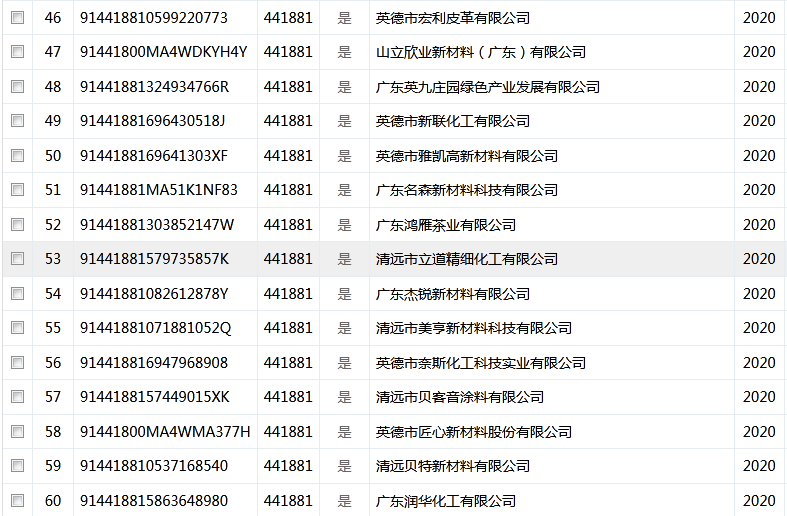 46 914418810599220773 441881 是 英德市宏利皮革有限公司 2020
47 91441800MA4WDKYH4Y 441881 是 山立欣业新材料（广东）有限公司 2020
48 91441881324934766R 441881 是 广东英九庄园绿色产业发展有限公司 2020
49 91441881696430518J 441881 是 英德市新联化工有限公司 2020
50 9144188169641303XF 441881 是 英德市雅凯高新材料有限公司 2020
51 91441881MA51K1NF83 441881 是 广东名森新材料科技有限公司 2020
52 91441881303852147W 441881 是 广东鸿雁茶业有限公司 2020
53 91441881579735857K 441881 是 清远市立道精细化工有限公司 2020
54 91441881082612878Y 441881 是 广东杰锐新材料有限公司 2020
55 91441881071881052Q 441881 是 清远市美亨新材料科技有限公司 2020
56 914418816947968908 441881 是 英德市奈斯化工科技实业有限公司 2020
57 9144188157449015XK 441881 是 清远市贝客音涂料有限公司 2020
58 91441800MA4WMA377H 441881 是 英德市匠心新材料股份有限公司 2020
59 914418810537168540 441881 是 清远贝特新材料有限公司 2020
60 914418815863648980 441881 是 广东润华化工有限公司 2020